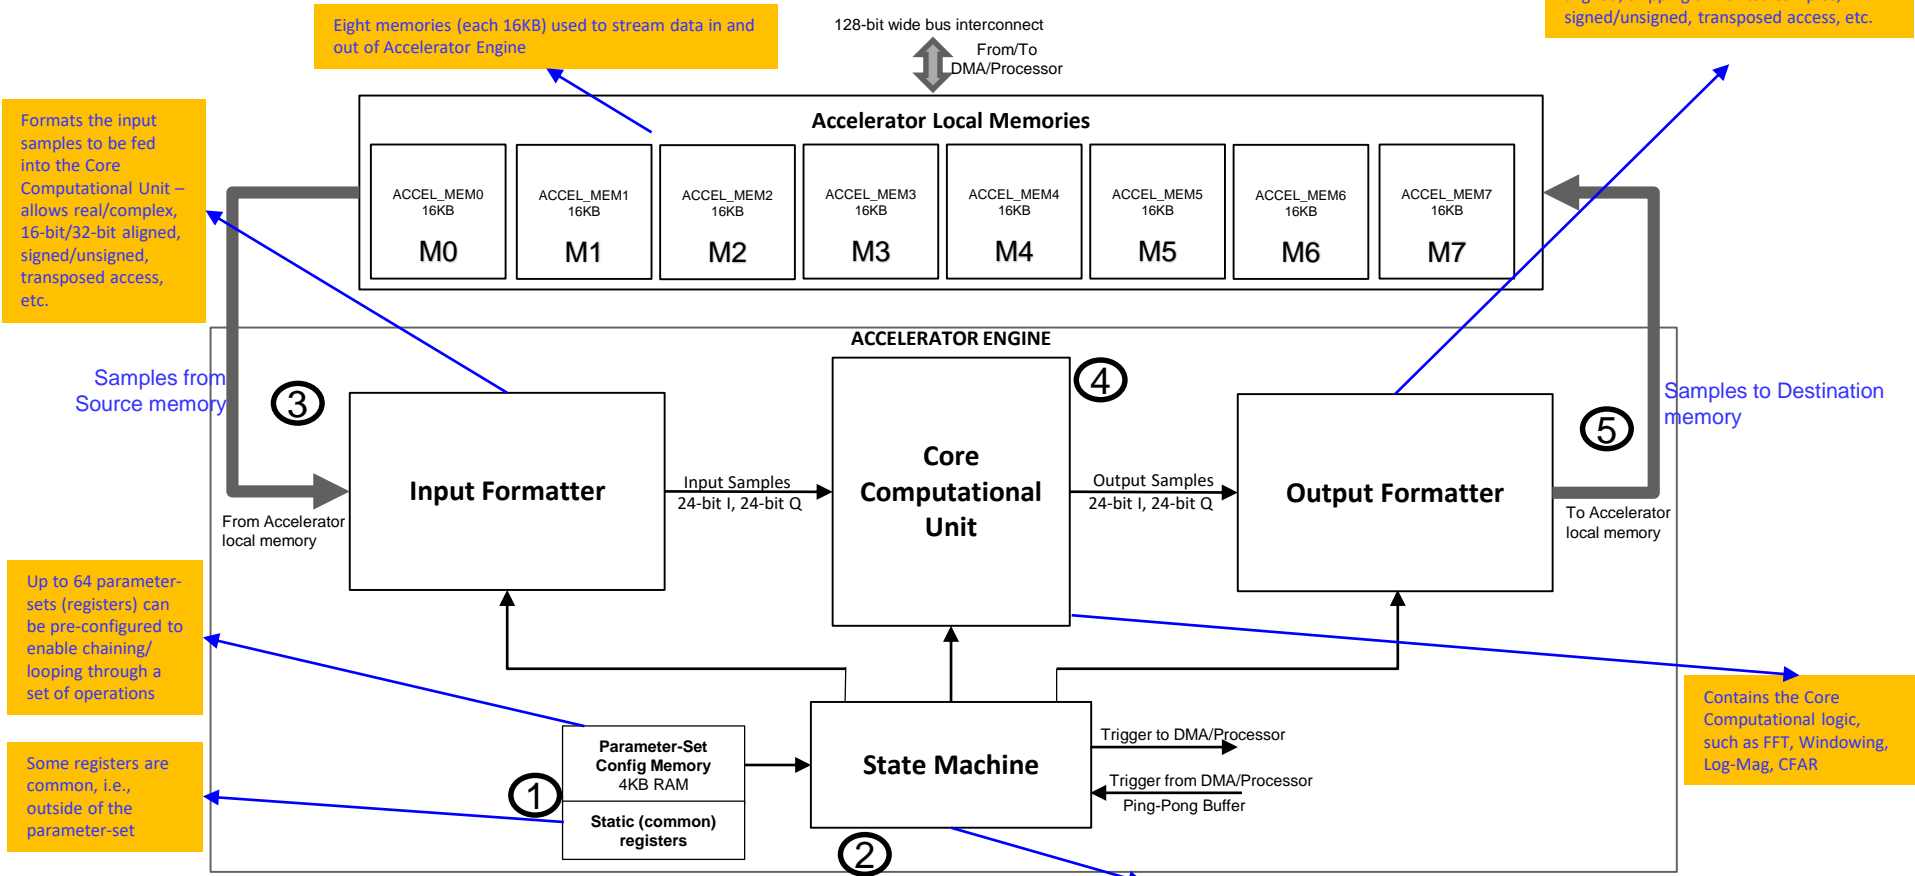 Eight memories (each 16KB) used to stream data in and
out of Accelerator Engine
128-bit wide bus interconnect
From/To
DMA/Processor
signed/unsigned, transposed access, etc.
Formats the input
samples to be fed
into the Core
Computational Unit –
allows real/complex,
16-bit/32-bit aligned,
signed/unsigned,
transposed access,
etc.
Accelerator Local Memories
ACCEL_MEM0
16KB
M0
ACCEL_MEM1
16KB
M1
ACCEL_MEM2
16KB
M2
ACCEL_MEM3
16KB
M3
ACCEL_MEM4
16KB
M4
ACCEL_MEM5
16KB
M5
ACCEL_MEM6
16KB
M6
ACCEL_MEM7
16KB
M7
ACCELERATOR ENGINE
Samples from
Source memory
3
4
Samples to Destination
memory
5
Input Formatter
Input Samples
24-bit I, 24-bit Q
Core
Computational
Unit
Output Samples
24-bit I, 24-bit Q
Output Formatter
From Accelerator
local memory
To Accelerator
local memory
Up to 64 parameter-
sets (registers) can
be pre-configured to
enable chaining/
looping through a
set of operations
Some registers are
common, i.e.,
outside of the
parameter-set
1
Parameter-Set
Config Memory
4KB RAM
Static (common)
registers
State Machine
2
Trigger to DMA/Processor
Trigger from DMA/Processor
Ping-Pong Buffer
Contains the Core
Computational logic,
such as FFT, Windowing,
Log-Mag, CFAR